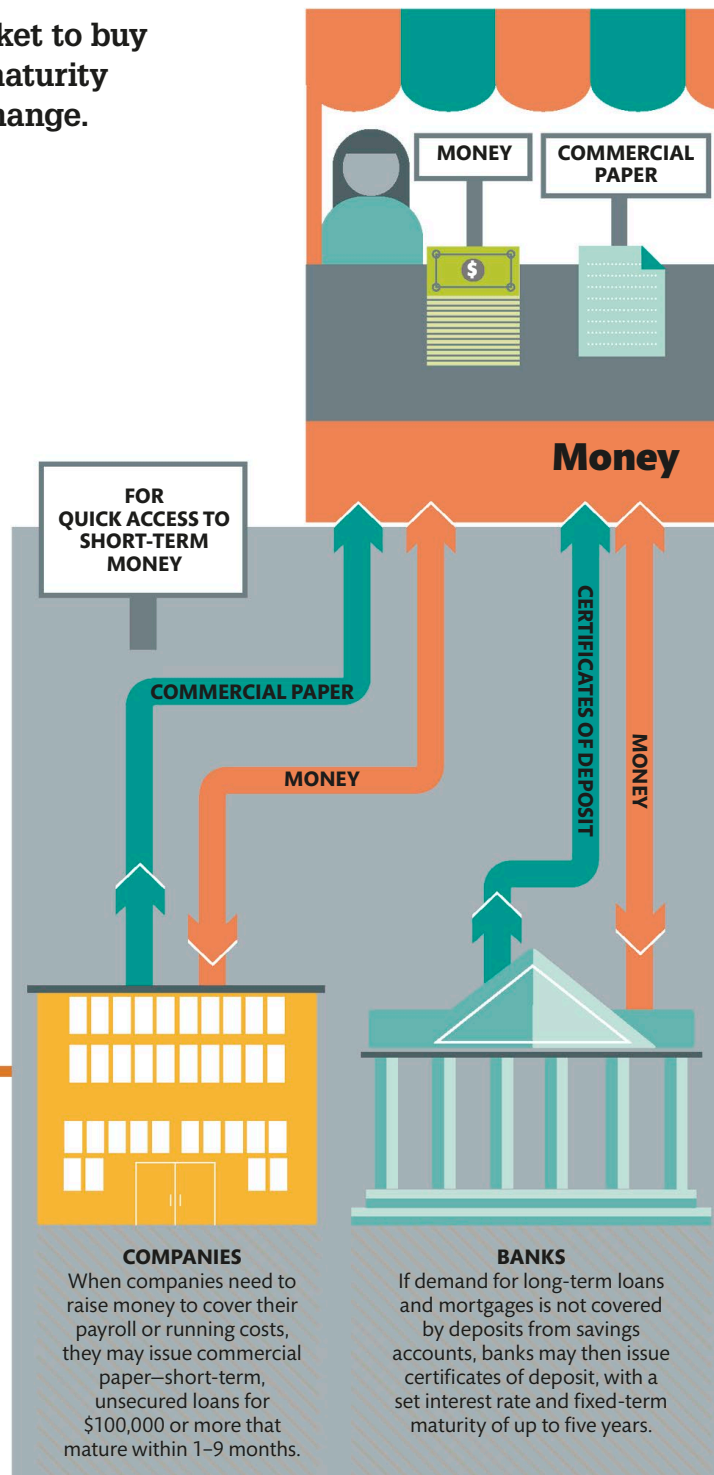 ket to buy
naturity
hange.
MONEY
COMMERCIAL
PAPER
$
Money
FOR
QUICK ACCESS TO
SHORT-TERM
MONEY
COMMERCIAL PAPER
MONEY
CERTIFICATES OF DEPOSIT
MONEY
COMPANIES
When companies need to
raise money to cover their
payroll or running costs,
they may issue commercial
paper—short-term,
unsecured loans for
$100,000 or more that
mature within 1–9 months.
BANKS
If demand for long-term loans
and mortgages is not covered
by deposits from savings
accounts, banks may then issue
certificates of deposit, with a
set interest rate and fixed-term
maturity of up to five years.